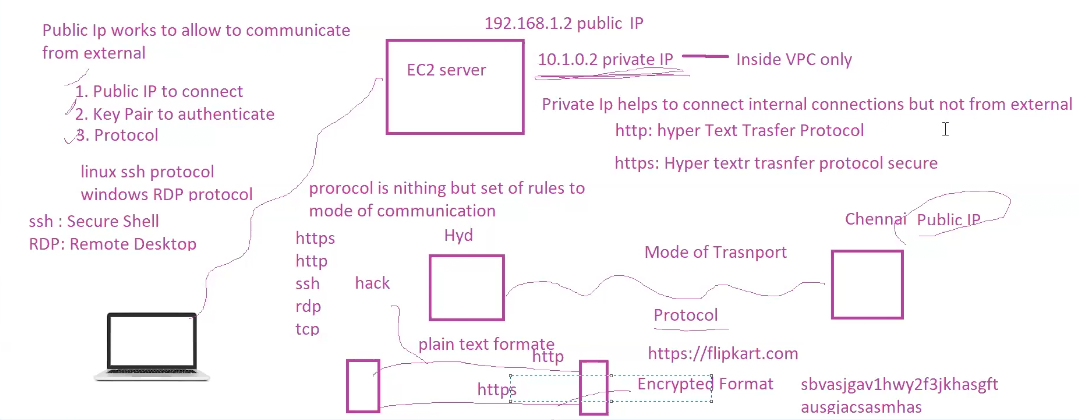 192.168.1.2 public IP
Public Ip works to allow to communicate
from external
EC2 server
10.1.0.2 private IP
Inside VPC only
1. Public IP to connect
2. Key Pair to authenticate
3. Protocol
Private Ip helps to connect internal connections but not from external
http: hyper Text Trasfer Protocol
https: Hyper textr trasnfer protocol secure
linux ssh protocol
windows RDP protocol
ssh : Secure Shell
RDP: Remote Desktop
prorocol is nithing but set of rules to
mode of communication
https
http
ssh
rdp
tcp
hack
Hyd
Mode of Trasnport
Chennai
Public IP
Protocol
plain text formate
http
https
https://flipkart.com
Encrypted Format
sbvasjgav1hwy2f3jkhasgft
ausgjacsasmhas